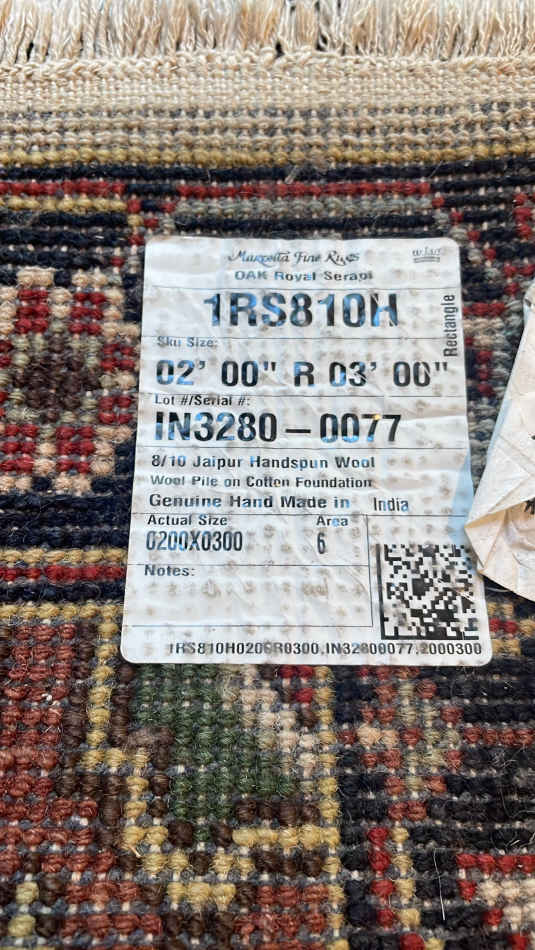 Fine Rugs
OAK Royal Serapi
1RS810H
Rectangle
Sku Size:
02' 00" R 03' 00"
Lot #/Serial #:
IN3280-0077
8/10 Jaipur Handspun Wool
Wool Pile on Cotton Foundation
Genuine Hand Made in India
Actual Size Area
0200X0300 6
Notes:
1RS810H0200R0300,IN32800077,2000300